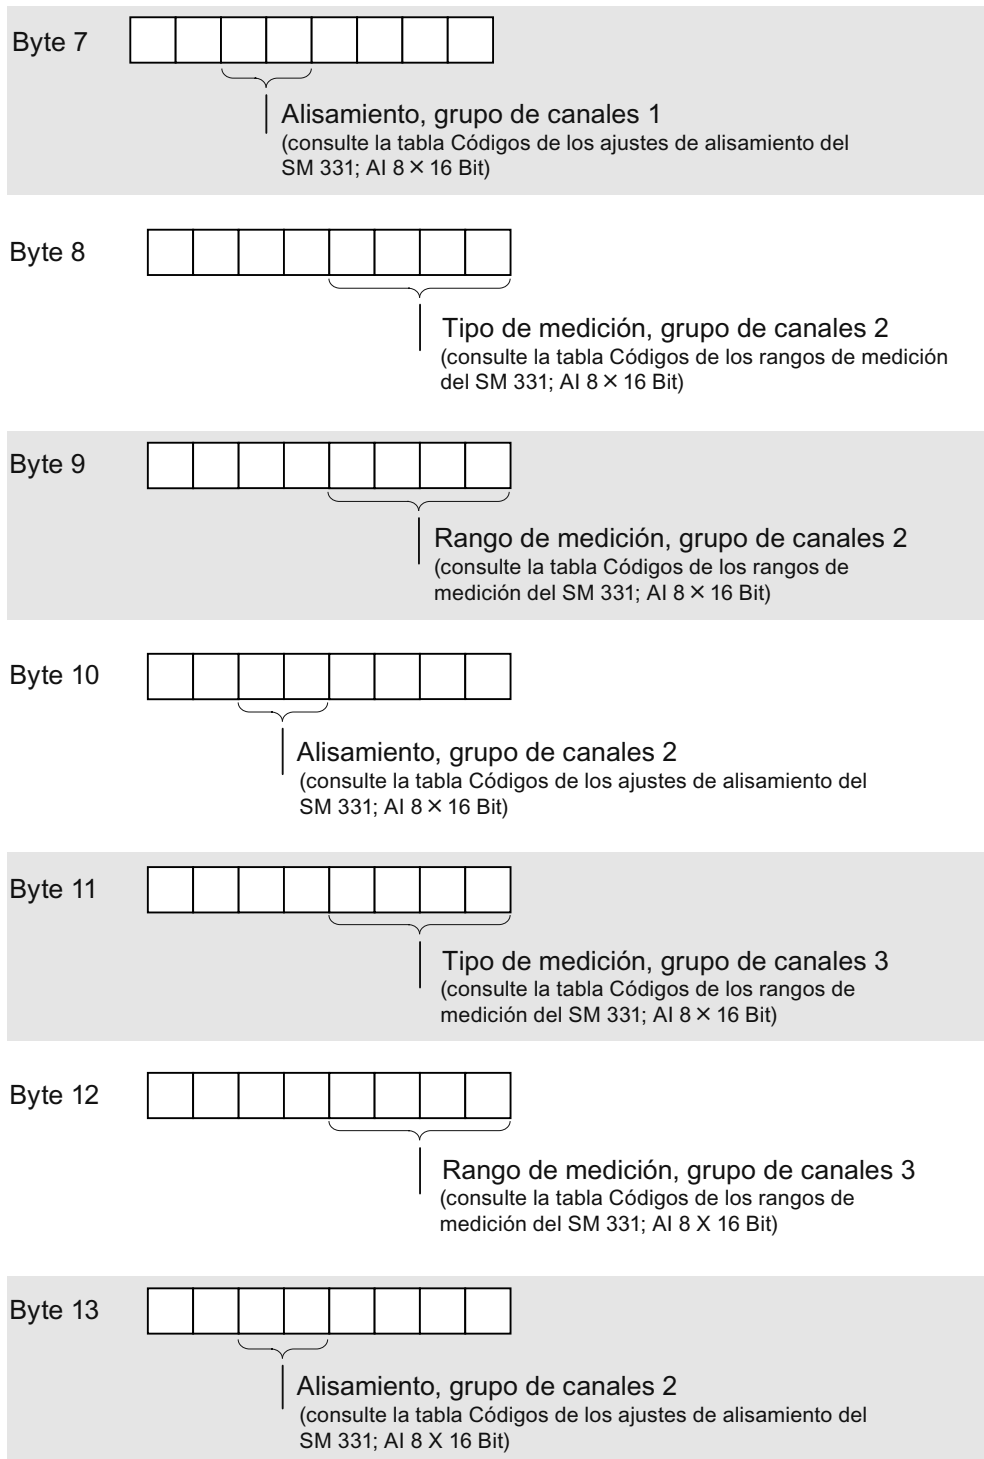 Byte 7
Alisamiento, grupo de canales 1
(consulte la tabla Códigos de los ajustes de alisamiento del
SM 331; AI 8 × 16 Bit)
Byte 8
Tipo de medición, grupo de canales 2
(consulte la tabla Códigos de los rangos de medición
del SM 331; AI 8 × 16 Bit)
Byte 9
Rango de medición, grupo de canales 2
(consulte la tabla Códigos de los rangos de
medición del SM 331; AI 8 × 16 Bit)
Byte 10
Alisamiento, grupo de canales 2
(consulte la tabla Códigos de los ajustes de alisamiento del
SM 331; AI 8 × 16 Bit)
Byte 11
Tipo de medición, grupo de canales 3
(consulte la tabla Códigos de los rangos de
medición del SM 331; AI 8 × 16 Bit)
Byte 12
Rango de medición, grupo de canales 3
(consulte la tabla Códigos de los rangos de
medición del SM 331; AI 8 X 16 Bit)
Byte 13
Alisamiento, grupo de canales 2
(consulte la tabla Códigos de los ajustes de alisamiento del
SM 331; AI 8 X 16 Bit)